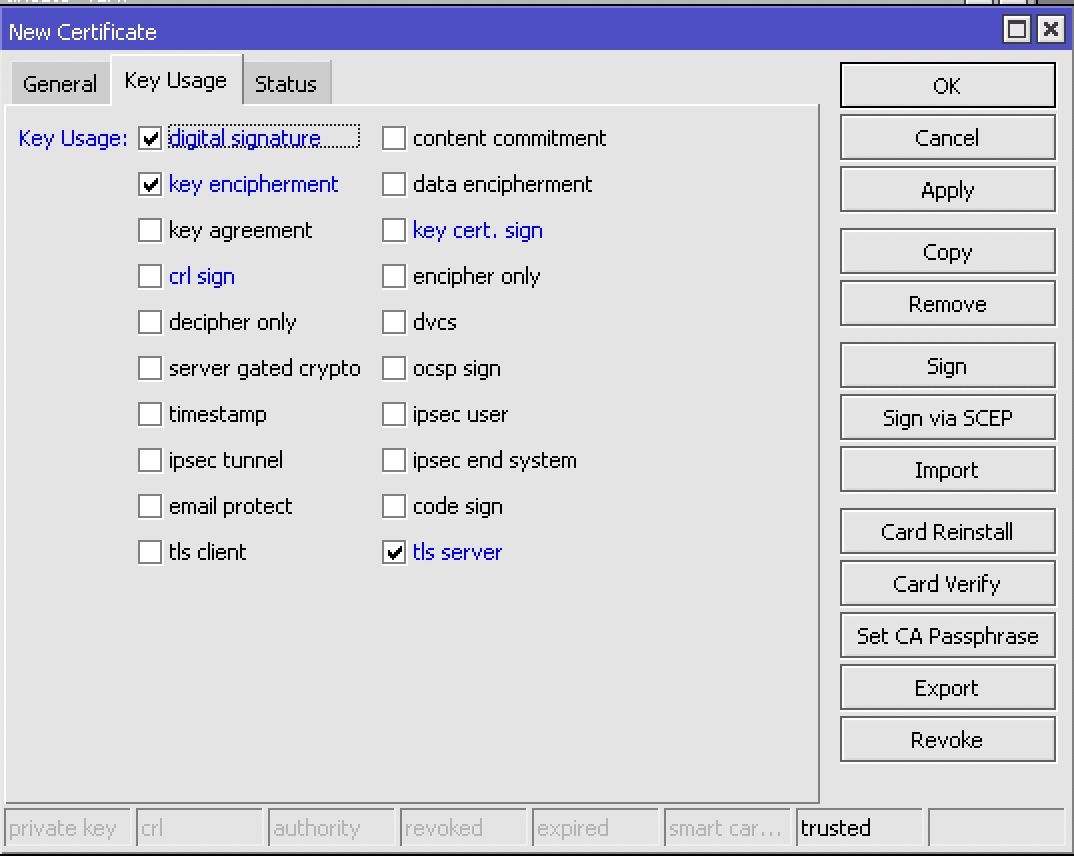 New Certificate
General Key Usage Status
Key Usage: digital signature content commitment
key encipherment data encipherment
key agreement key cert. sign
crl sign encipher only
decipher only dvcs
server gated crypto ocsp sign
timestamp ipsec user
ipsec tunnel ipsec end system
email protect code sign
tls client tls server
OK
Cancel
Apply
Copy
Remove
Sign
Sign via SCEP
Import
Card Reinstall
Card Verify
Set CA Passphrase
Export
Revoke
private key crl authority revoked expired smart car... trusted